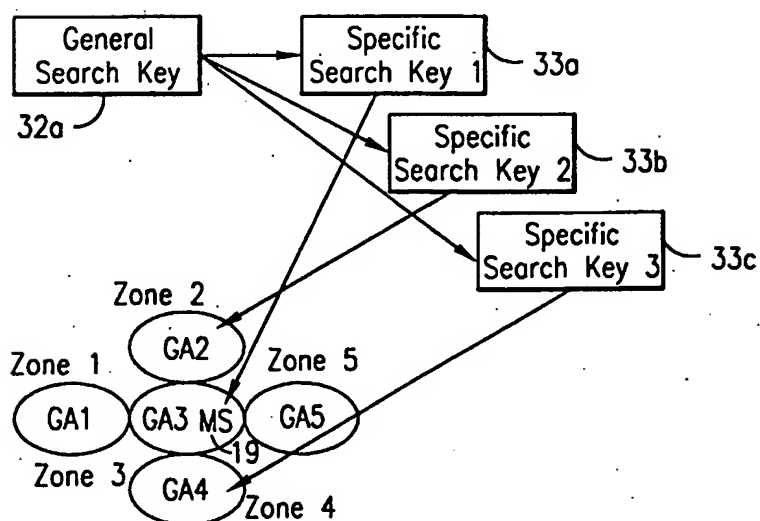 General
Search Key
32a
Specific
Search Key 1
33a
Specific
Search Key 2
33b
Specific
Search Key 3
33c
Zone 2
GA2
Zone 1
Zone 5
GA1
GA3 MS
GA5
19
Zone 3
GA4
Zone 4